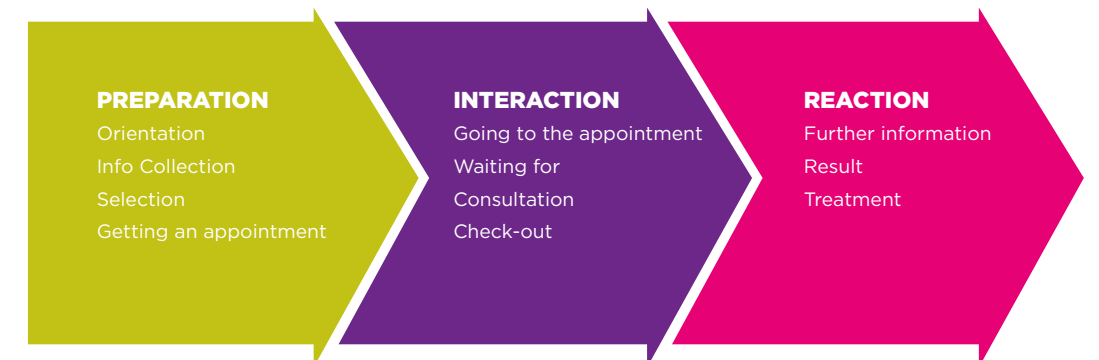 PREPARATION
Orientation
Info Collection
Selection
Getting an appointment
INTERACTION
Going to the appointment
Waiting for
Consultation
Check-out
REACTION
Further information
Result
Treatment